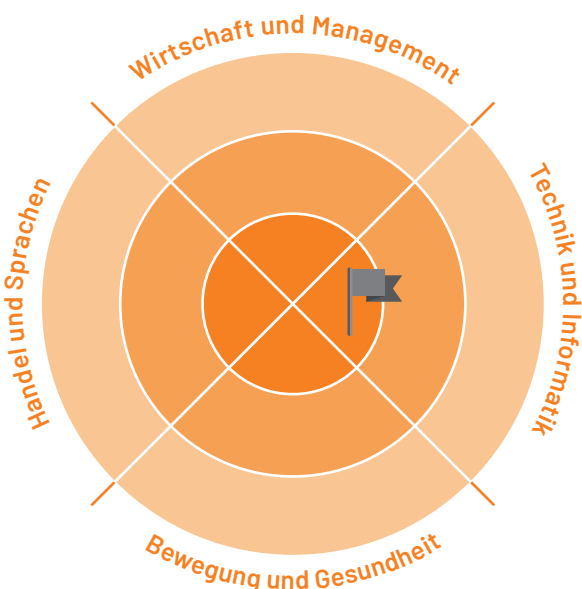 Wirtschaft und Management
Handel und Sprachen
Technik und Informatik
Bewegung und Gesundheit